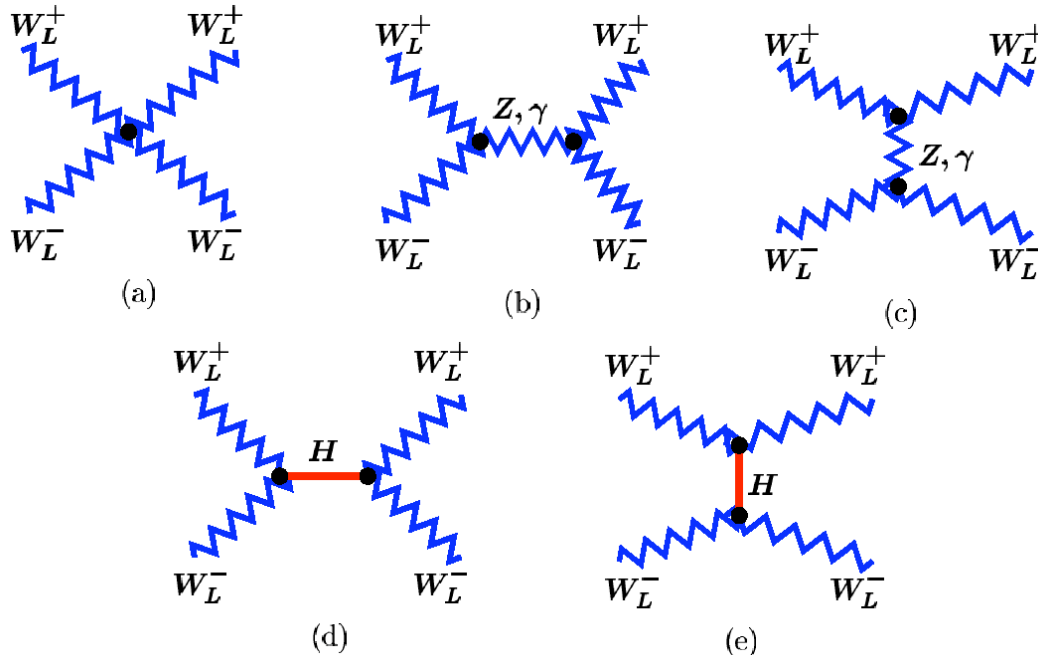 W_L^+ W_L^+
W_L^- W_L^-
(a)
W_L^+ W_L^+
Z, γ
W_L^- W_L^-
(b)
W_L^+ W_L^+
Z, γ
W_L^- W_L^-
(c)
W_L^+ W_L^+
H
W_L^- W_L^-
(d)
W_L^+ W_L^+
H
W_L^- W_L^-
(e)